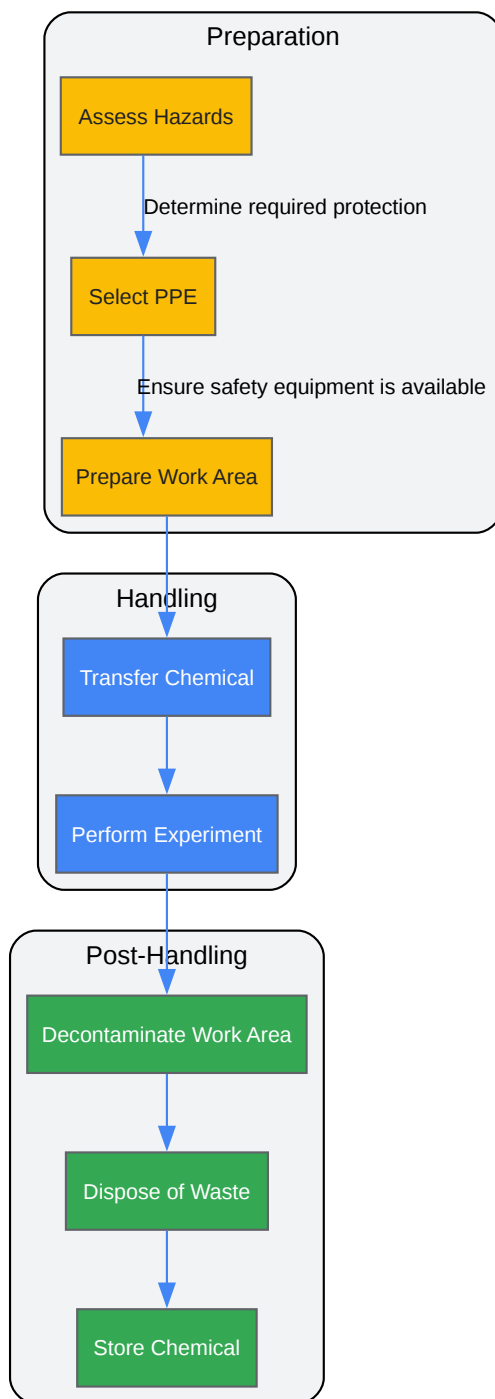 Preparation
Assess Hazards
Determine required protection
Select PPE
Ensure safety equipment is available
Prepare Work Area
Handling
Transfer Chemical
Perform Experiment
Post-Handling
Decontaminate Work Area
Dispose of Waste
Store Chemical